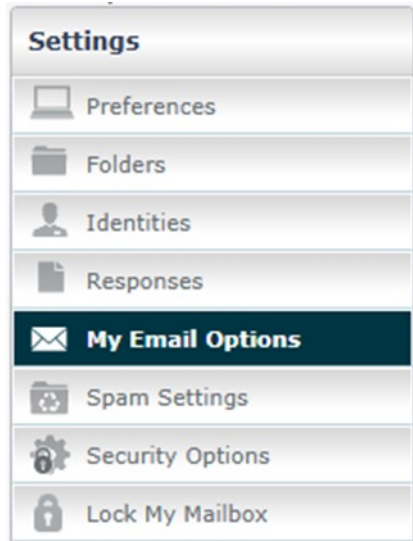 Settings
Preferences
Folders
Identities
Responses
My Email Options
Spam Settings
Security Options
Lock My Mailbox